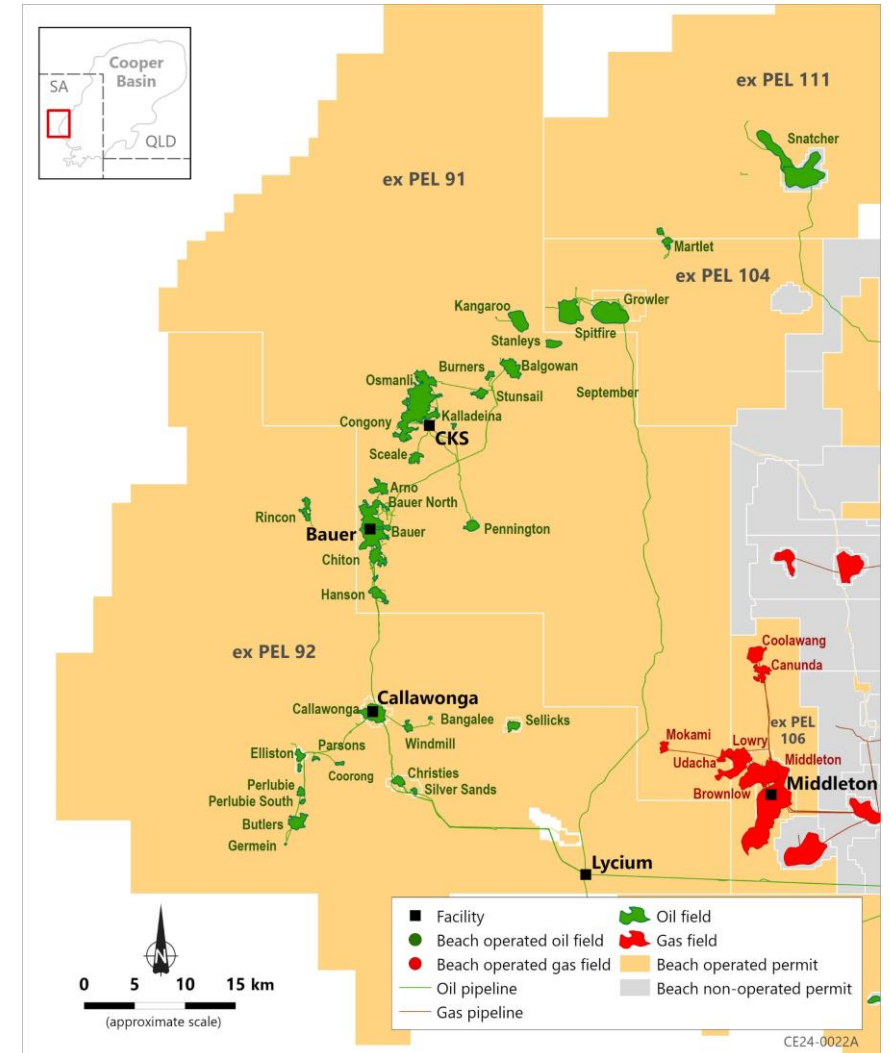 Cooper
Basin
SA
QLD
ex PEL 111
Snatcher
ex PEL 91
Martlet
ex PEL 104
Kangaroo
Growler
Spitfire
Stanleys
Burners
Balgowan
Osmanli
September
Stunsail
Kalladeina
Congony
CKS
Sceale
Arno
Bauer North
Rincon
Bauer
Bauer
Pennington
Chiton
Hanson
ex PEL 92
Coolawang
Canunda
Callawonga
Callawonga
Bangalee
Sellicks
ex PEL
106
Windmill
Mokami
Lowry
Parsons
Elliston
Udacha
Middleton
Coorong
Christies
Middleton
Perlubie
Silver Sands
Brownlow
Perlubie South
Butlers
Germein
Lycium
N
0 5 10 15 km
(approximate scale)
Facility
Oil field
Beach operated oil field
Gas field
Beach operated gas field
Beach operated permit
Oil pipeline
Beach non-operated permit
Gas pipeline
CE24-0022A